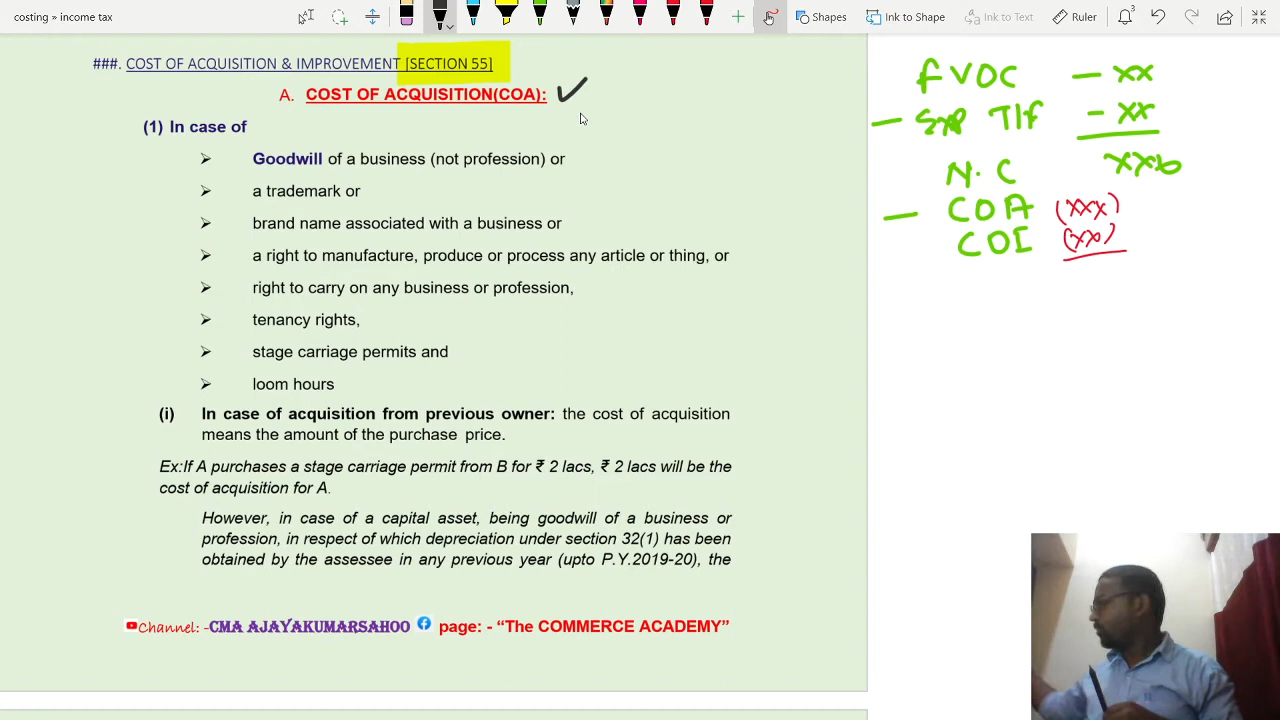 costing » income tax
Shapes
Ink to Shape
Ink to Text
Ruler
3
###. COST OF ACQUISITION & IMPROVEMENT [SECTION 55]
A. COST OF ACQUISITION(COA):
(1) In case of
➢ Goodwill of a business (not profession) or
➢ a trademark or
➢ brand name associated with a business or
➢ a right to manufacture, produce or process any article or thing, or
➢ right to carry on any business or profession,
➢ tenancy rights,
➢ stage carriage permits and
➢ loom hours
(i) In case of acquisition from previous owner: the cost of acquisition
means the amount of the purchase price.
Ex:If A purchases a stage carriage permit from B for ₹ 2 lacs, ₹ 2 lacs will be the
cost of acquisition for A.
However, in case of a capital asset, being goodwill of a business or
profession, in respect of which depreciation under section 32(1) has been
obtained by the assessee in any previous year (upto P.Y.2019-20), the
Channel: -CMA AJAYAKUMARSAHOO page: - “The COMMERCE ACADEMY”
FVOC — xx
— Tlf — xx
N.C
— COA (xxx)
COI (xx)